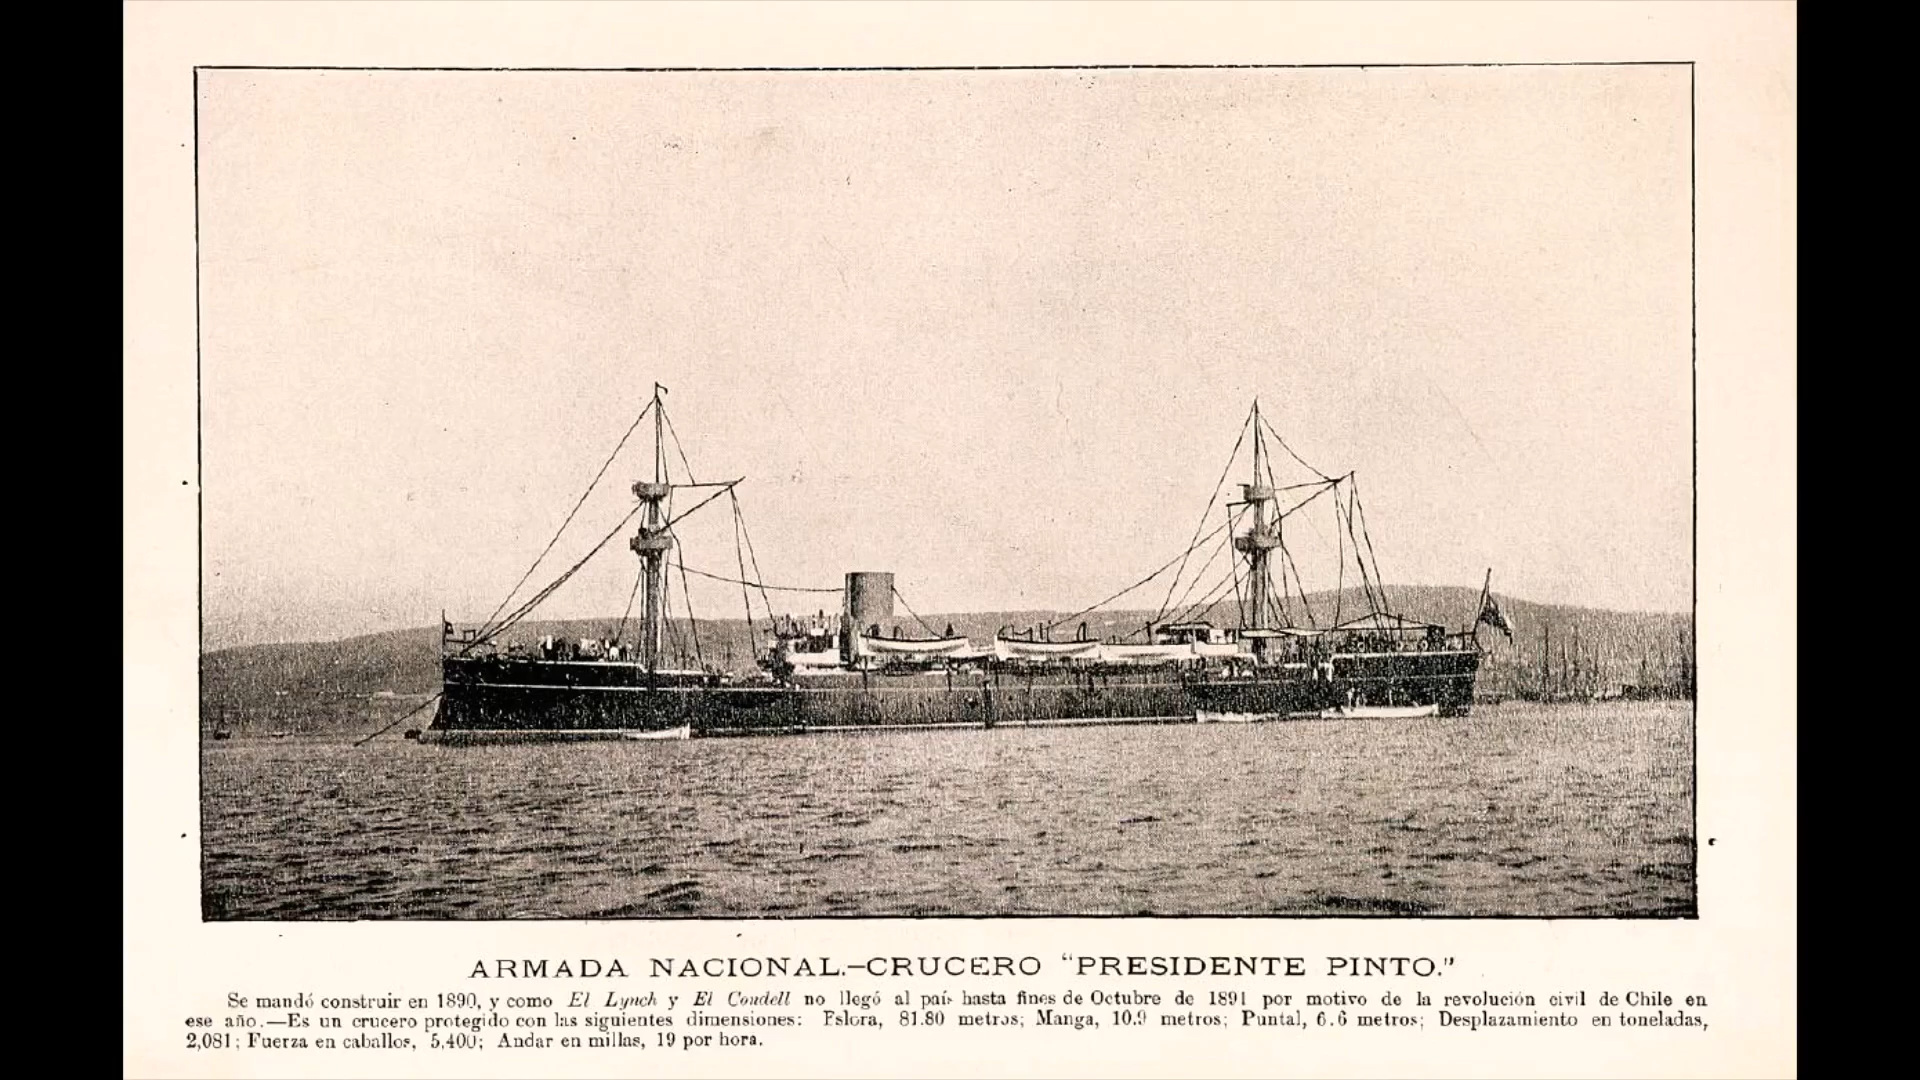 ARMADA NACIONAL.—CRUCERO "PRESIDENTE PINTO."
Se mandó construir en 1890, y como El Lynch y El Condell no llegó al país hasta fines de Octubre de 1891 por motivo de la revolución civil de Chile en
ese año.—Es un crucero protegido con las siguientes dimensiones: Eslora, 81.80 metros; Manga, 10.9 metros; Puntal, 6.6 metros; Desplazamiento en toneladas,
2,081; Fuerza en caballos, 5,400; Andar en millas, 19 por hora.